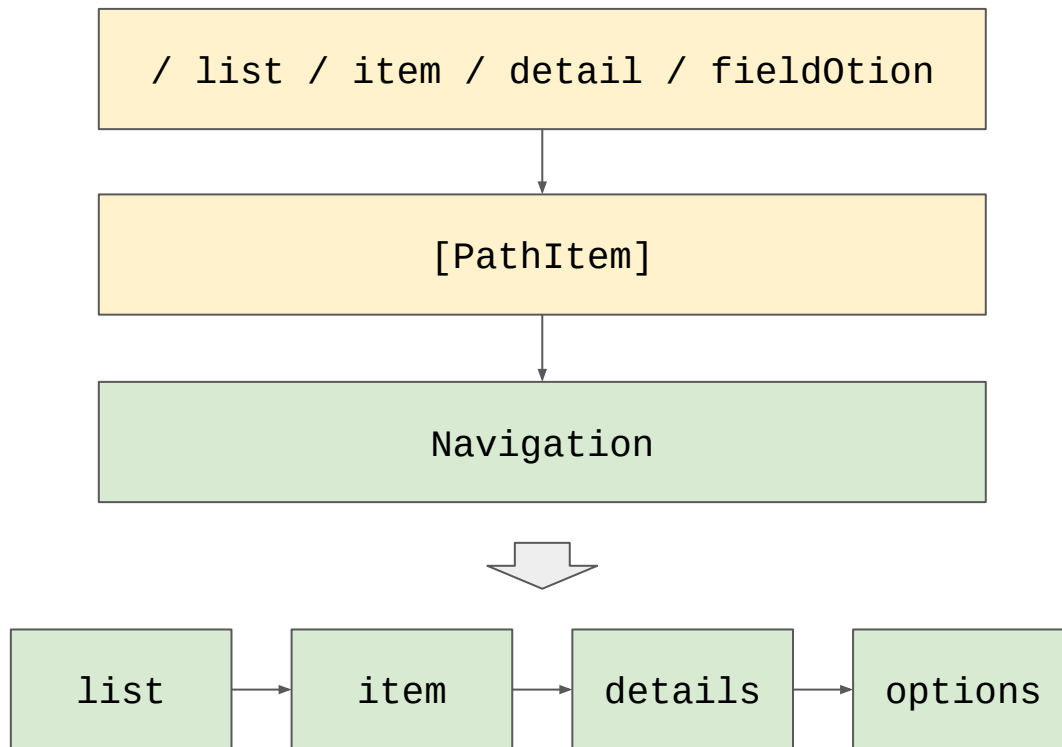 / list / item / detail / fieldOtion
[PathItem]
Navigation
list
item
details
options